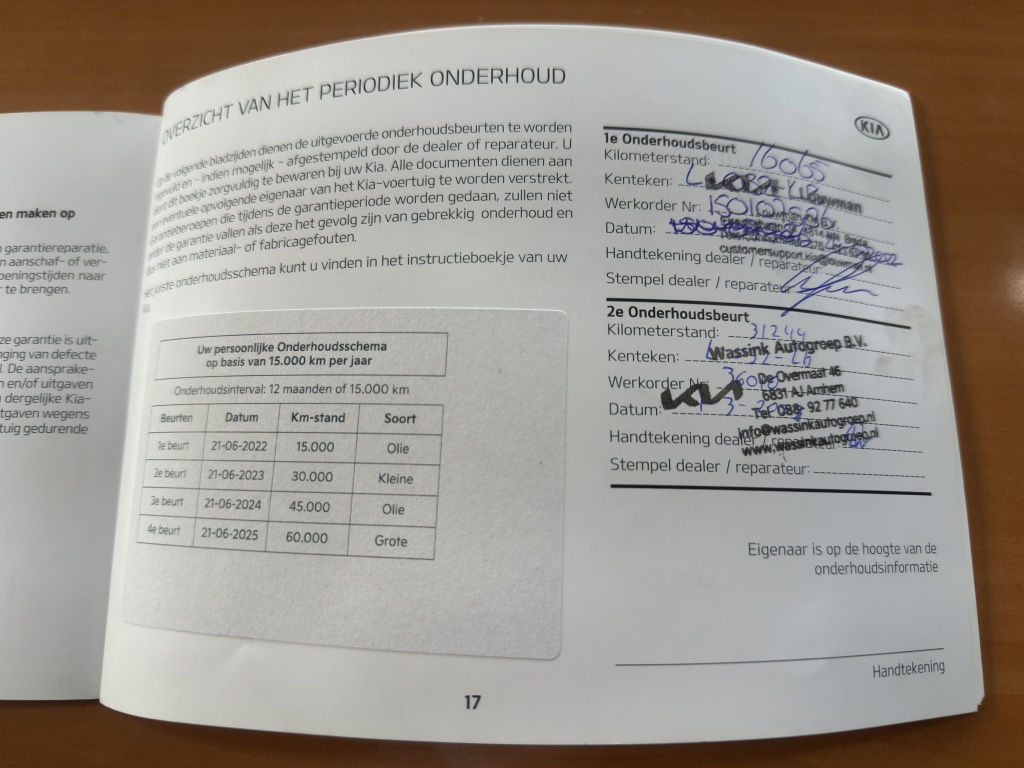 en maken op
garantiereparatie,
n aanschaf- of ver-
peningstijden naar
r te brengen.
ze garantie is uit-
nging van defecte
l. De aansprake-
n en/of uitgaven
dergelijke Kia-
tgaven wegens
tuig gedurende
OVERZICHT VAN HET PERIODIEK ONDERHOUD
Op de volgende bladzijden dienen de uitgevoerde onderhoudsbeurten te worden
ingevuld en - indien mogelijk - afgestempeld door de dealer of reparateur. U
dient dit boekje zorgvuldig te bewaren bij uw Kia. Alle documenten dienen aan
een eventuele opvolgende eigenaar van het Kia-voertuig te worden verstrekt.
Garantieberoepen die tijdens de garantieperiode worden gedaan, zullen niet
onder de garantie vallen als deze het gevolg zijn van gebrekkig onderhoud en
dus niet aan materiaal- of fabricagefouten.
Het juiste onderhoudsschema kunt u vinden in het instructieboekje van uw
Kia.
Uw persoonlijke Onderhoudsschema
op basis van 15.000 km per jaar
Onderhoudsinterval: 12 maanden of 15.000 km
Beurten Datum Km-stand Soort
1e beurt 21-06-2022 15.000 Olie
2e beurt 21-06-2023 30.000 Kleine
3e beurt 21-06-2024 45.000 Olie
4e beurt 21-06-2025 60.000 Grote
17
KIA
1e Onderhoudsbeurt
Kilometerstand: 16065
Kenteken:
Werkorder Nr:
Datum:
customersupport.kia@louwman.nl
Handtekening dealer / reparateur:
Stempel dealer / reparateur:
2e Onderhoudsbeurt
Kilometerstand: 31244
Wassink Autogroep B.V.
Kenteken:
De Overmaat 46
Werkorder Nr:
6831 AJ Arnhem
KIA
Datum:
Tel. 088- 92 77 640
info@wassinkautogroep.nl
Handtekening dealer / reparateur:
www.wassinkautogroep.nl
Stempel dealer / reparateur:
Eigenaar is op de hoogte van de
onderhoudsinformatie
Handtekening